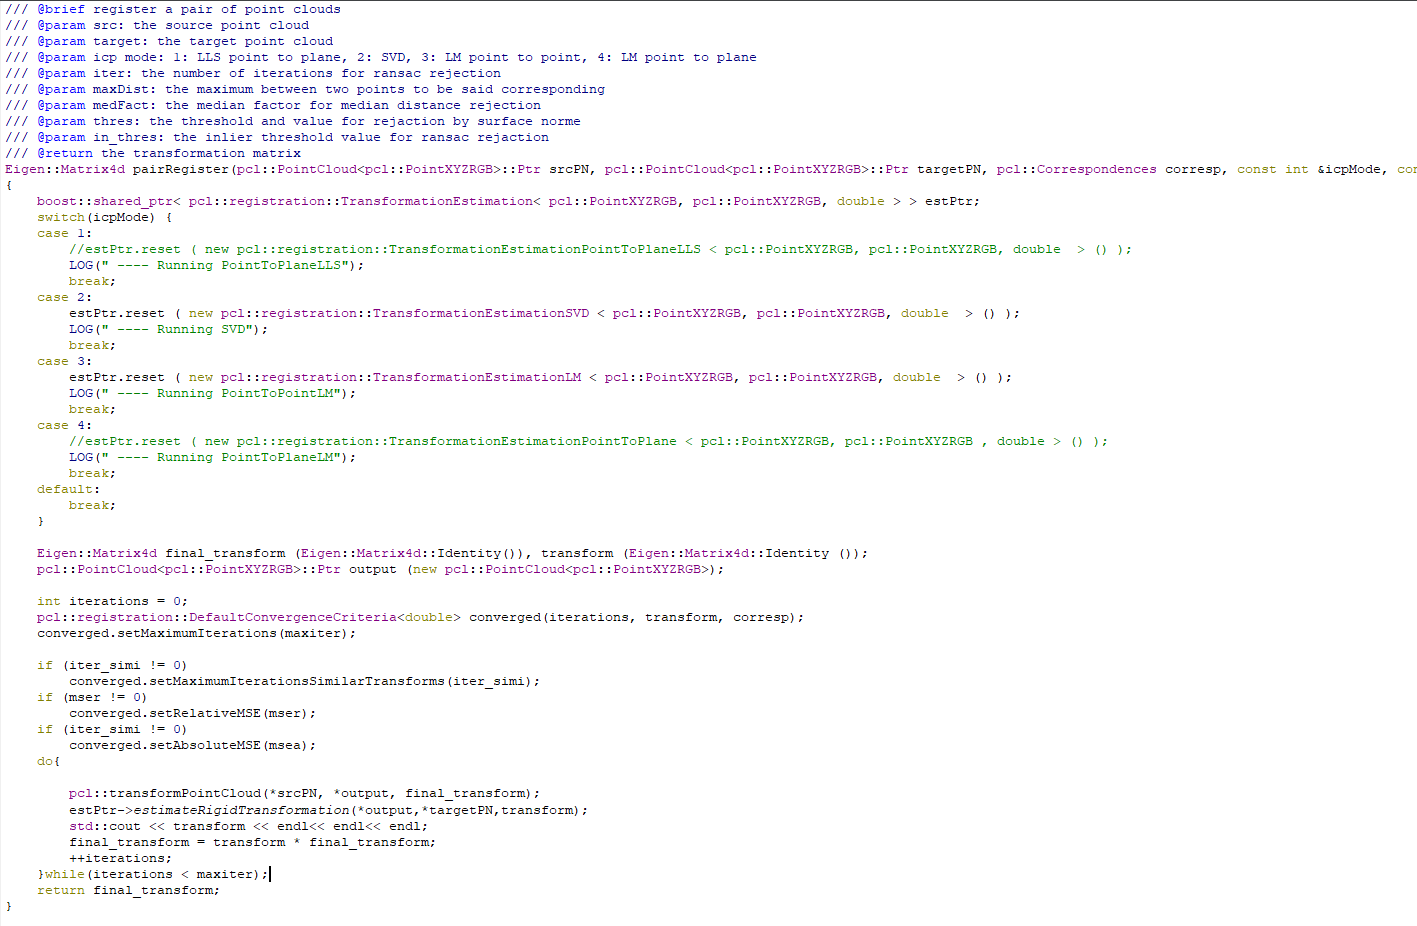 /// @brief register a pair of point clouds
/// @param src: the source point cloud
/// @param target: the target point cloud
/// @param icp mode: 1: LLS point to plane, 2: SVD, 3: LM point to point, 4: LM point to plane
/// @param iter: the number of iterations for ransac rejection
/// @param maxDist: the maximum between two points to be said corresponding
/// @param medFact: the median factor for median distance rejection
/// @param thres: the threshold and value for rejaction by surface norme
/// @param in_thres: the inlier threshold value for ransac rejaction
/// @return the transformation matrix
Eigen::Matrix4d pairRegister(pcl::PointCloud<pcl::PointXYZRGB>::Ptr srcPN, pcl::PointCloud<pcl::PointXYZRGB>::Ptr targetPN, pcl::Correspondences corresp, const int &icpMode, con
{
    boost::shared_ptr< pcl::registration::TransformationEstimation< pcl::PointXYZRGB, pcl::PointXYZRGB, double > > estPtr;
    switch(icpMode) {
    case 1:
        //estPtr.reset ( new pcl::registration::TransformationEstimationPointToPlaneLLS < pcl::PointXYZRGB, pcl::PointXYZRGB, double  > () );
        LOG(" ---- Running PointToPlaneLLS");
        break;
    case 2:
        estPtr.reset ( new pcl::registration::TransformationEstimationSVD < pcl::PointXYZRGB, pcl::PointXYZRGB, double  > () );
        LOG(" ---- Running SVD");
        break;
    case 3:
        estPtr.reset ( new pcl::registration::TransformationEstimationLM < pcl::PointXYZRGB, pcl::PointXYZRGB, double  > () );
        LOG(" ---- Running PointToPointLM");
        break;
    case 4:
        //estPtr.reset ( new pcl::registration::TransformationEstimationPointToPlane < pcl::PointXYZRGB, pcl::PointXYZRGB , double > () );
        LOG(" ---- Running PointToPlaneLM");
        break;
    default:
        break;
    }
    Eigen::Matrix4d final_transform (Eigen::Matrix4d::Identity()), transform (Eigen::Matrix4d::Identity ());
    pcl::PointCloud<pcl::PointXYZRGB>::Ptr output (new pcl::PointCloud<pcl::PointXYZRGB>);
    int iterations = 0;
    pcl::registration::DefaultConvergenceCriteria<double> converged(iterations, transform, corresp);
    converged.setMaximumIterations(maxiter);
    if (iter_simi != 0)
        converged.setMaximumIterationsSimilarTransforms(iter_simi);
    if (mser != 0)
        converged.setRelativeMSE(mser);
    if (iter_simi != 0)
        converged.setAbsoluteMSE(msea);
    do{
        pcl::transformPointCloud(*srcPN, *output, final_transform);
        estPtr->estimateRigidTransformation(*output,*targetPN,transform);
        std::cout << transform << endl<< endl<< endl;
        final_transform = transform * final_transform;
        ++iterations;
    }while(iterations < maxiter);
    return final_transform;
}